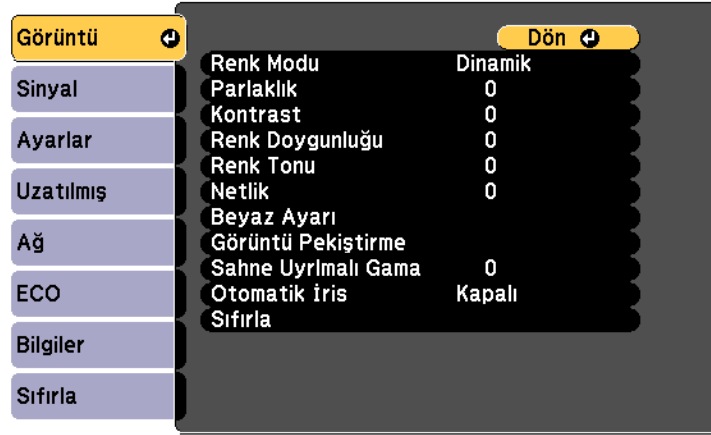 Görüntü
Sinyal
Ayarlar
Uzatılmış
Ağ
ECO
Bilgiler
Sıfırla
Dön
Renk Modu Dinamik
Parlaklık 0
Kontrast 0
Renk Doygunluğu 0
Renk Tonu 0
Netlik 0
Beyaz Ayarı
Görüntü Pekiştirme
Sahne Uyrlmalı Gama 0
Otomatik İris Kapalı
Sıfırla